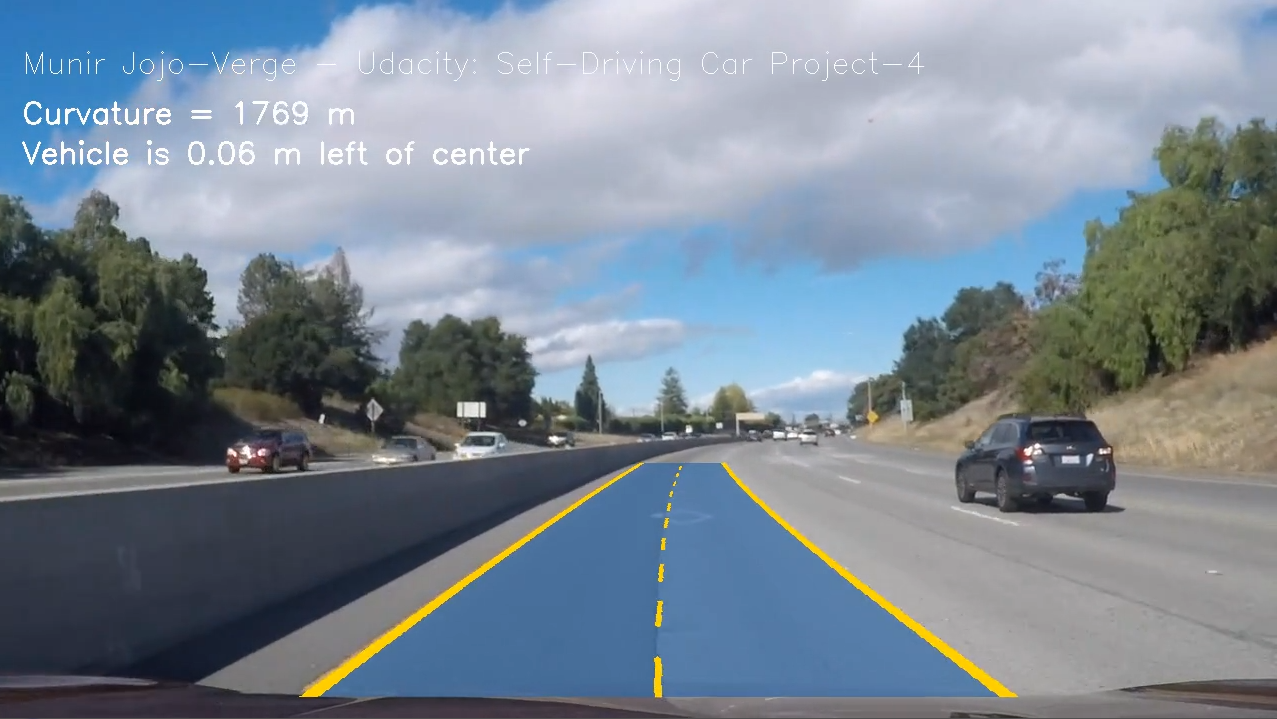 Munir Jojo-Verge - Udacity: Self-Driving Car Project-4
Curvature = 1769 m
Vehicle is 0.06 m left of center